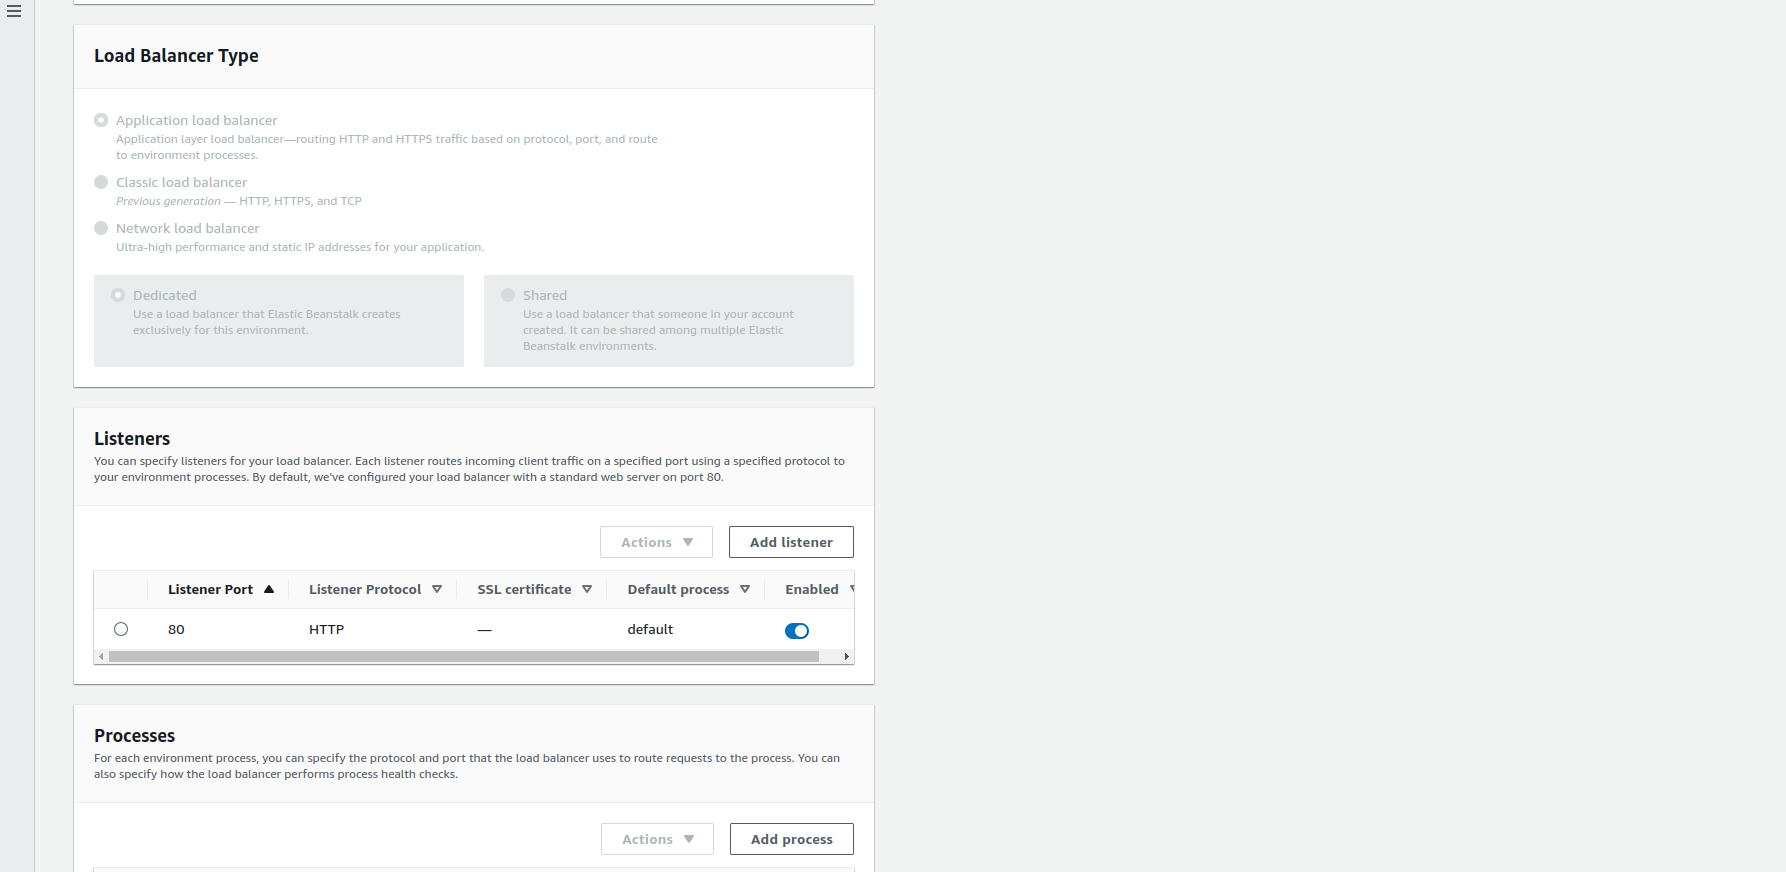 Load Balancer Type
Application load balancer
Application layer load balancer—routing HTTP and HTTPS traffic based on protocol, port, and route
to environment processes.
Classic load balancer
Previous generation — HTTP, HTTPS, and TCP
Network load balancer
Ultra-high performance and static IP addresses for your application.
Dedicated
Use a load balancer that Elastic Beanstalk creates
exclusively for this environment.
Shared
Use a load balancer that someone in your account
created. It can be shared among multiple Elastic
Beanstalk environments.
Listeners
You can specify listeners for your load balancer. Each listener routes incoming client traffic on a specified port using a specified protocol to
your environment processes. By default, we've configured your load balancer with a standard web server on port 80.
Actions Add listener
Listener Port Listener Protocol SSL certificate Default process Enabled
80 HTTP — default
Processes
For each environment process, you can specify the protocol and port that the load balancer uses to route requests to the process. You can
also specify how the load balancer performs process health checks.
Actions Add process